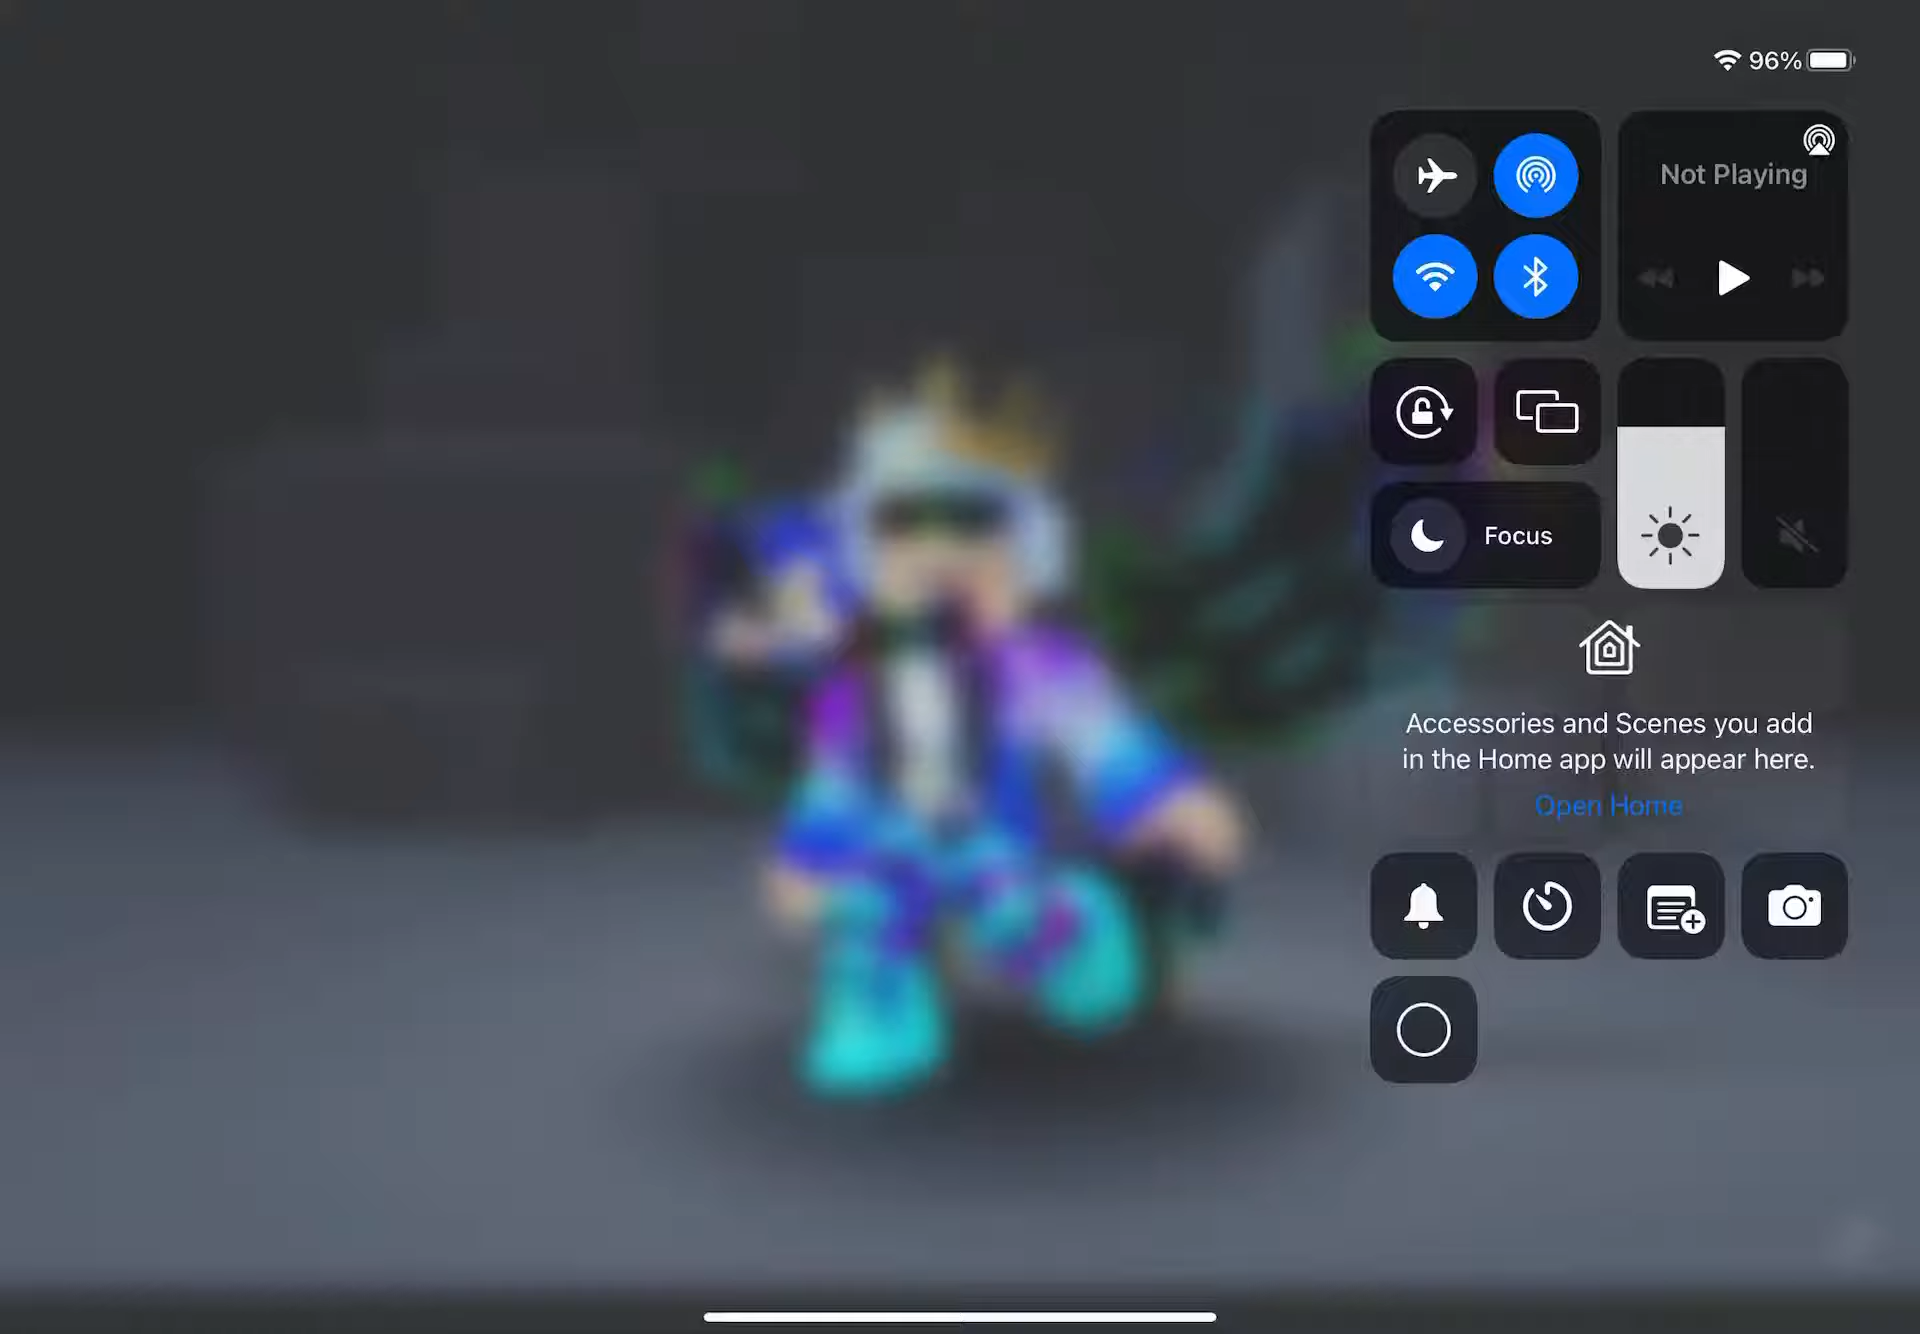 96%
Not Playing
Focus
Accessories and Scenes you add
in the Home app will appear here.
Open Home